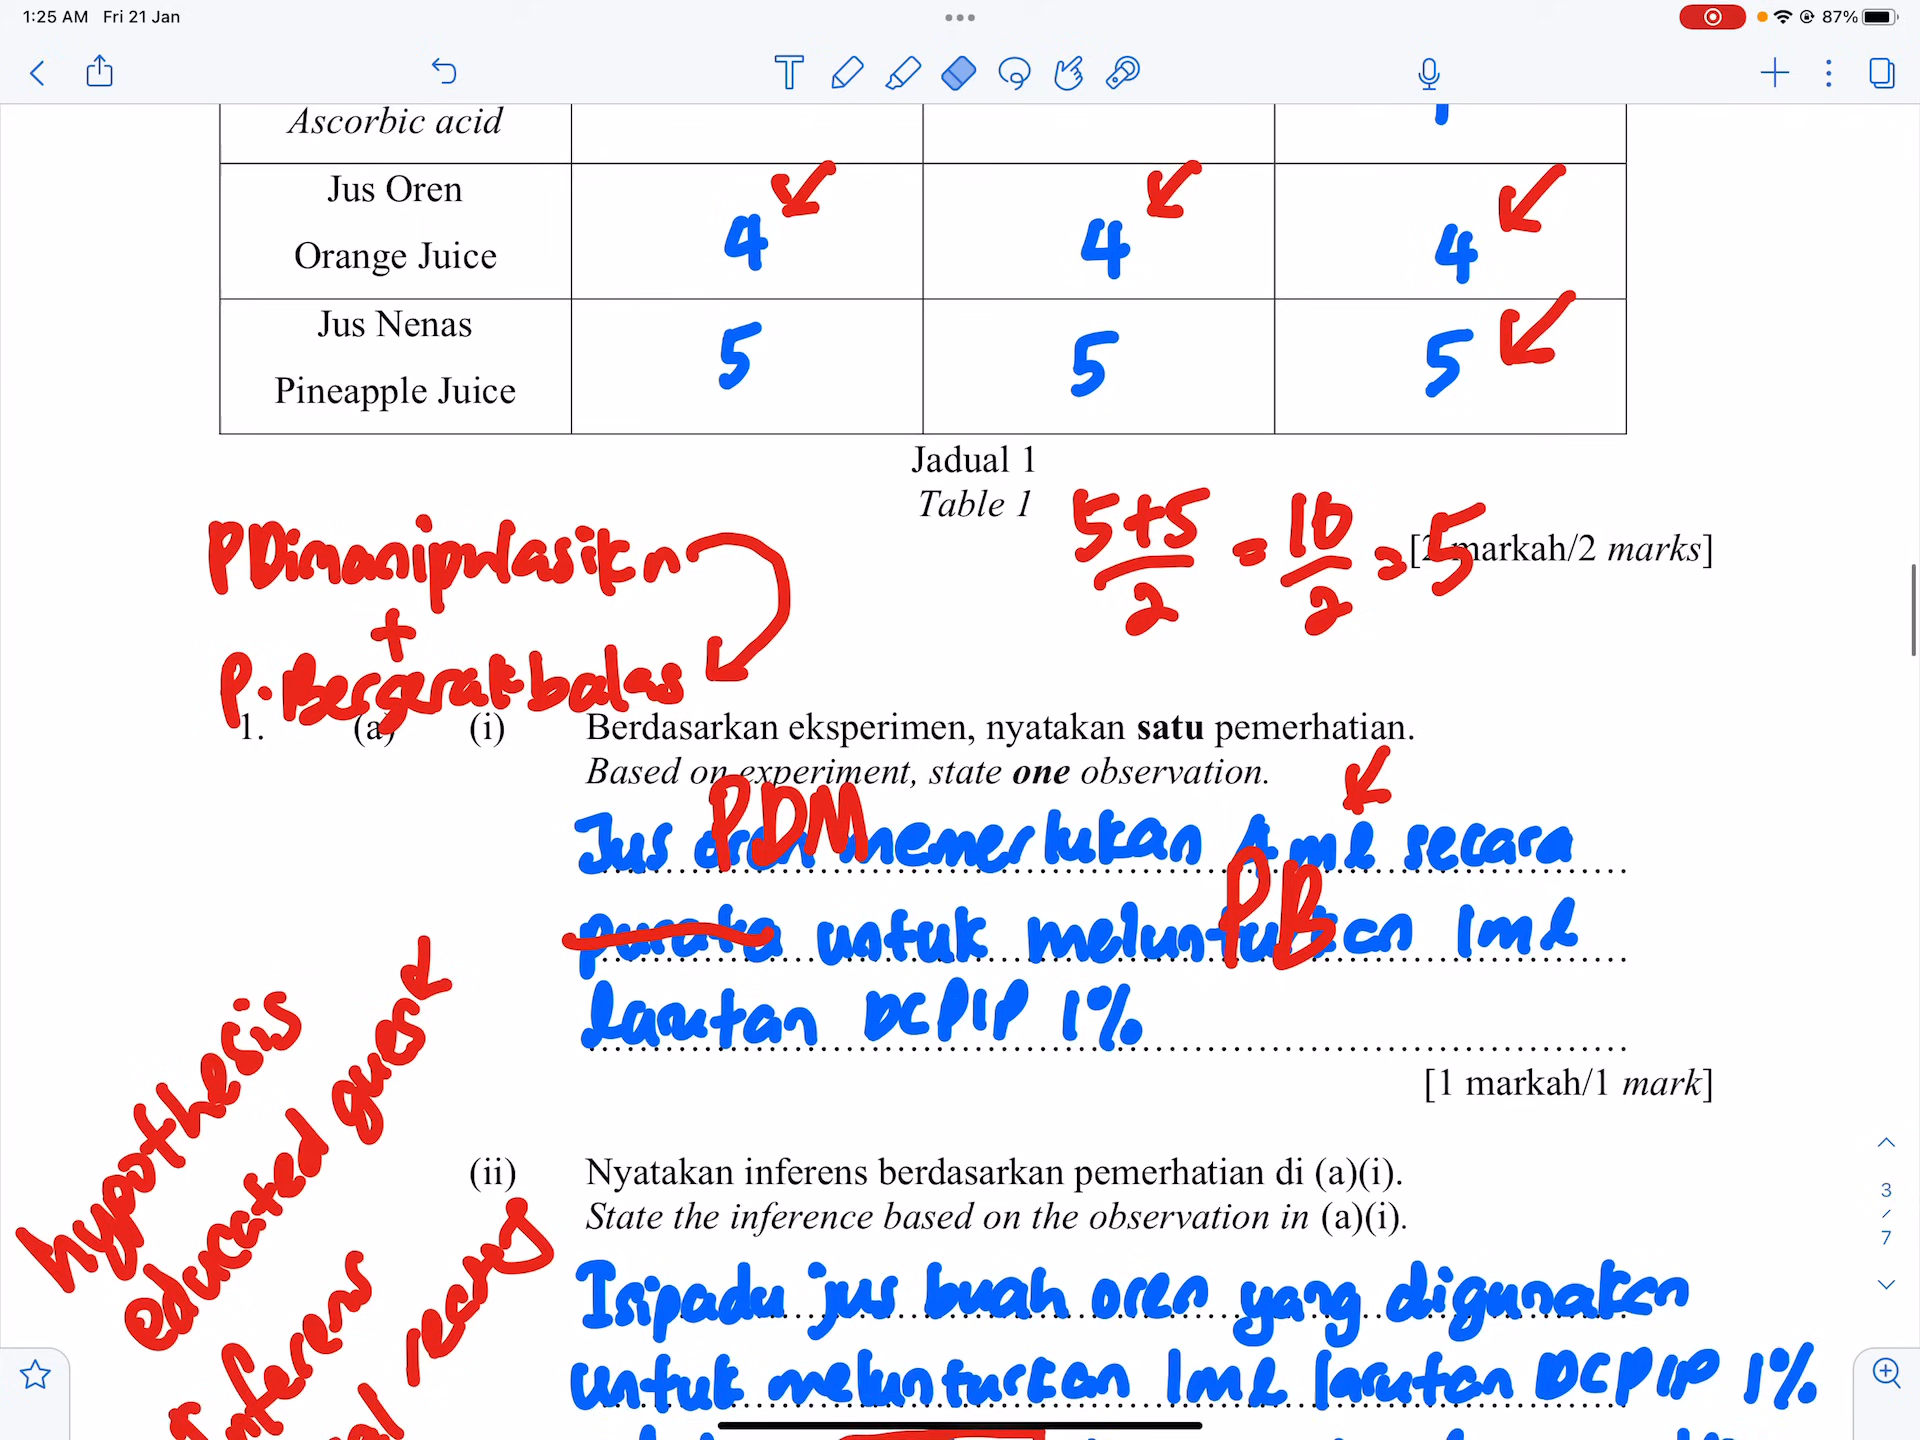 1:25 AM Fri 21 Jan
87%
T
Ascorbic acid
Jus Oren
Orange Juice
4 4 4
Jus Nenas
Pineapple Juice
5 5 5
Jadual 1
Table 1
5+5/2 = 10/2 = 5
[2 markah/2 marks]
PDimanipulasikn
+
P. Bergerakbalas
1. (a) (i) Berdasarkan eksperimen, nyatakan satu pemerhatian.
Based on experiment, state one observation.
PDM
Jus oren memerlukan 4 ml secara
PB
purata untuk melunturkan 1ml
larutan DCPIP 1%
[1 markah/1 mark]
hypothesis
educated gues
(ii) Nyatakan inferens berdasarkan pemerhatian di (a)(i).
State the inference based on the observation in (a)(i).
inferens
Isipadu jus buah oren yang digunakan
untuk melunturkan 1ml larutan DCPIP 1%
3
/
7